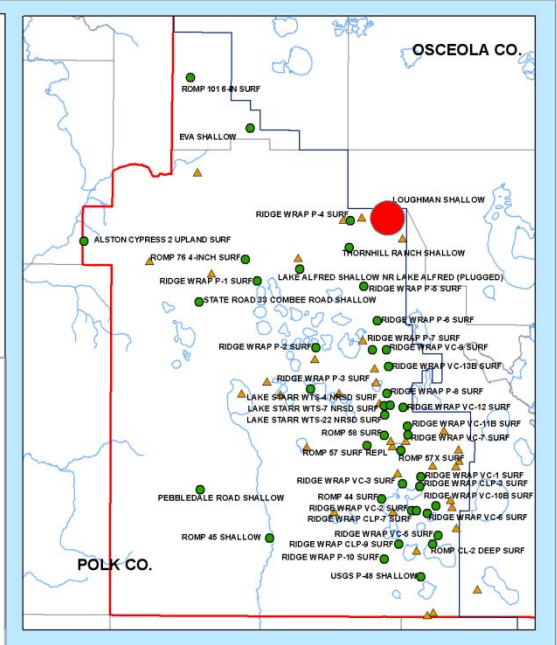 OSCEOLA CO.
ROMP 101 6-IN SURF
EVA SHALLOW
LOUGHMAN SHALLOW
RIDGE WRAP P-4 SURF
ALSTON CYPRESS 2 UPLAND SURF
THORNHILL RANCH SHALLOW
ROMP 76 4-INCH SURF
LAKE ALFRED SHALLOW NR LAKE ALFRED (PLUGGED)
RIDGE WRAP P-1 SURF
RIDGE WRAP P-5 SURF
STATE ROAD 33 COMBEE ROAD SHALLOW
RIDGE WRAP P-6 SURF
RIDGE WRAP P-7 SURF
RIDGE WRAP P-2 SURF
RIDGE WRAP VC-9 SURF
RIDGE WRAP VC-13B SURF
RIDGE WRAP P-3 SURF
RIDGE WRAP P-8 SURF
LAKE STARR WTS-4 NRSD SURF
LAKE STARR WTS-7 NRSD SURF
RIDGE WRAP VC-12 SURF
LAKE STARR WTS-22 NRSD SURF
RIDGE WRAP VC-11B SURF
ROMP 58 SURF
RIDGE WRAP VC-7 SURF
ROMP 57 SURF REPL
ROMP 57X SURF
RIDGE WRAP VC-1 SURF
RIDGE WRAP VC-3 SURF
RIDGE WRAP CLP-3 SURF
PEBBLEDALE ROAD SHALLOW
ROMP 44 SURF
RIDGE WRAP VC-10B SURF
RIDGE WRAP VC-2 SURF
RIDGE WRAP CLP-7 SURF
RIDGE WRAP VC-6 SURF
RIDGE WRAP VC-5 SURF
ROMP 45 SHALLOW
RIDGE WRAP CLP-9 SURF
ROMP CL-2 DEEP SURF
RIDGE WRAP P-10 SURF
POLK CO.
USGS P-48 SHALLOW